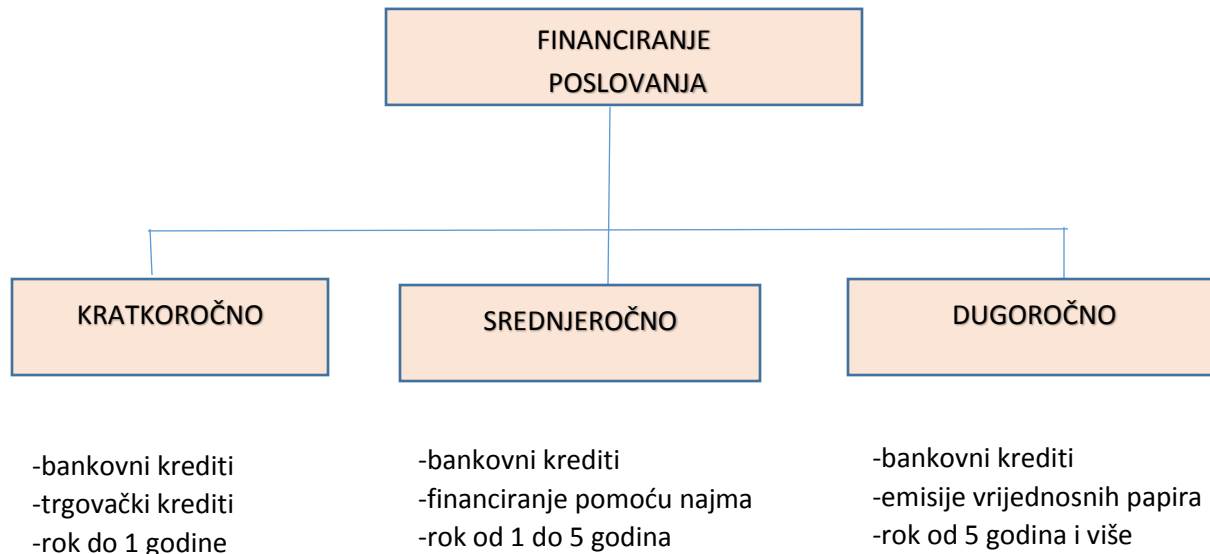 FINANCIRANJE
POSLOVANJA
KRATKOROČNO
SREDNJEROČNO
DUGOROČNO
-bankovni krediti
-trgovački krediti
-rok do 1 godine
-bankovni krediti
-financiranje pomoću najma
-rok od 1 do 5 godina
-bankovni krediti
-emisije vrijednosnih papira
-rok od 5 godina i više